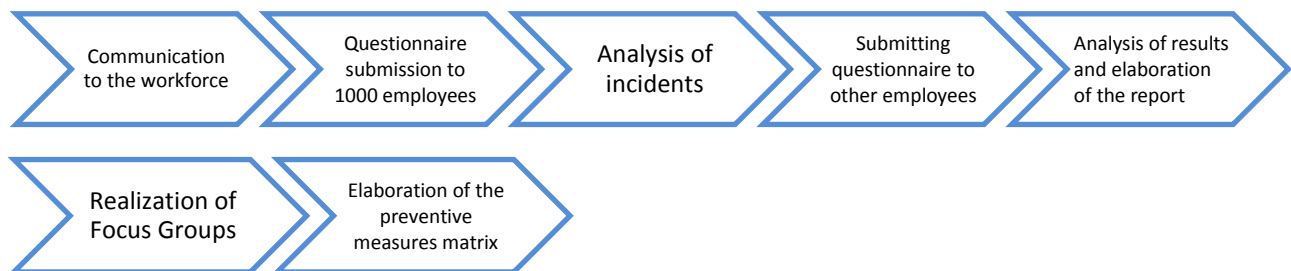 Communication
to the workforce
Questionnaire
submission to
1000 employees
Analysis of
incidents
Submitting
questionnaire to
other employees
Analysis of results
and elaboration
of the report
Realization of
Focus Groups
Elaboration of the
preventive
measures matrix